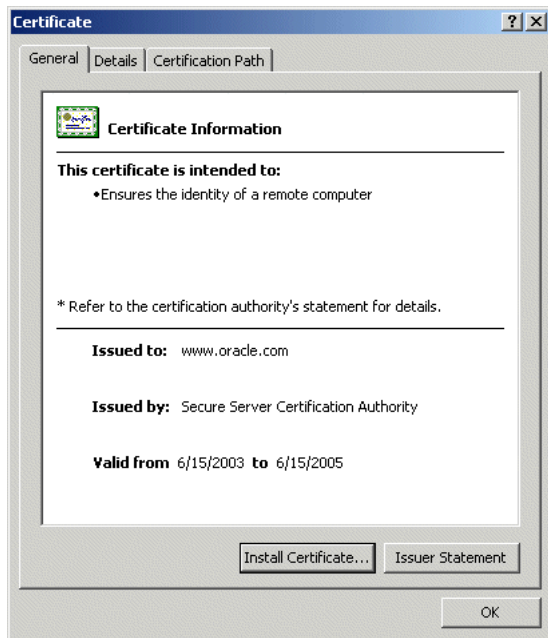 Certificate
General Details Certification Path
Certificate Information
This certificate is intended to:
•Ensures the identity of a remote computer
* Refer to the certification authority's statement for details.
Issued to: www.oracle.com
Issued by: Secure Server Certification Authority
Valid from 6/15/2003 to 6/15/2005
Install Certificate... Issuer Statement
OK